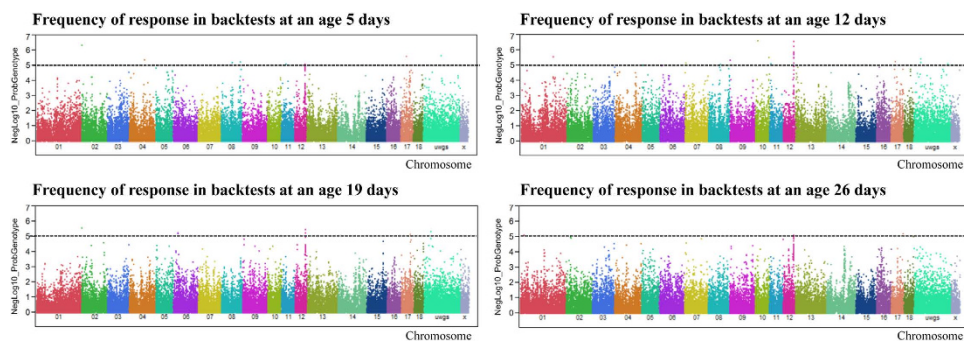 Frequency of response in backtests at an age 5 days
NegLog10_ProbGenotype
7
6
5
4
3
2
1
0
01 02 03 04 05 06 07 08 09 10 11 12 13 14 15 16 17 18 uwgs x
Chromosome
Frequency of response in backtests at an age 12 days
NegLog10_ProbGenotype
7
6
5
4
3
2
1
0
01 02 03 04 05 06 07 08 09 10 11 12 13 14 15 16 17 18 uwgs x
Chromosome
Frequency of response in backtests at an age 19 days
NegLog10_ProbGenotype
7
6
5
4
3
2
1
0
01 02 03 04 05 06 07 08 09 10 11 12 13 14 15 16 17 18 uwgs x
Chromosome
Frequency of response in backtests at an age 26 days
NegLog10_ProbGenotype
7
6
5
4
3
2
1
0
01 02 03 04 05 06 07 08 09 10 11 12 13 14 15 16 17 18 uwgs x
Chromosome